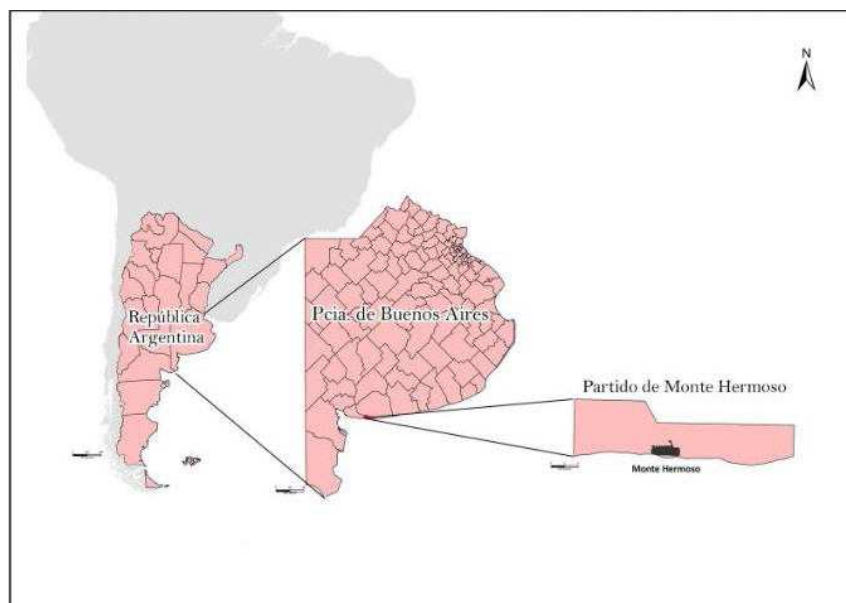 N
República
Argentina
Pcia. de Buenos Aires
Partido de Monte Hermoso
Monte Hermoso